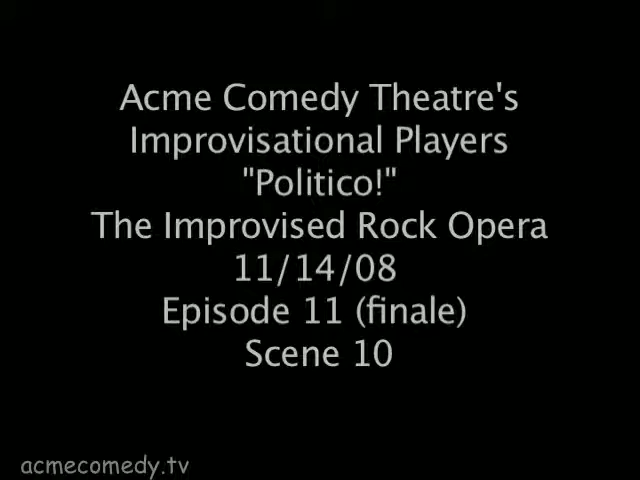 Acme Comedy Theatre's
Improvisational Players
"Politico!"
The Improvised Rock Opera
11/14/08
Episode 11 (finale)
Scene 10
acmecomedy.tv